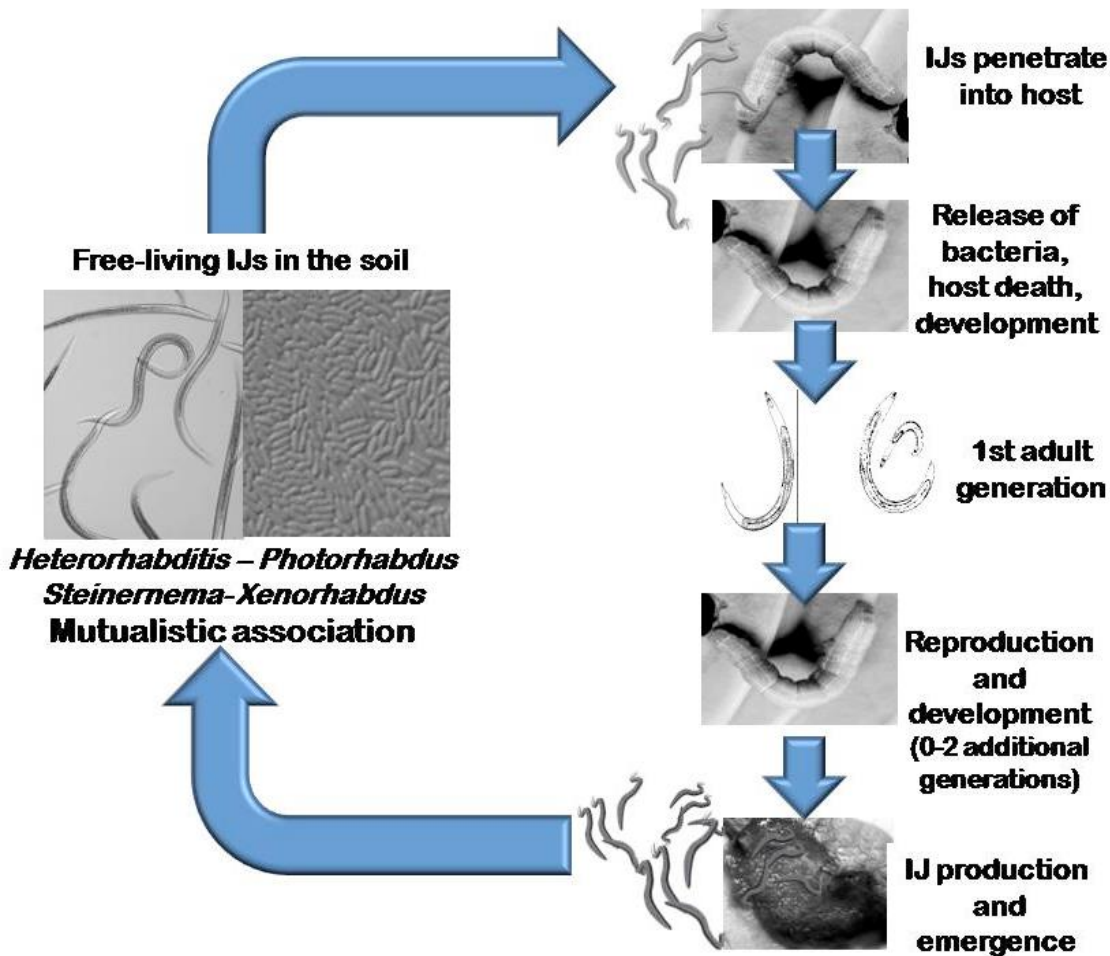 IJs penetrate
into host
Release of
bacteria,
host death,
development
Free-living IJs in the soil
Heterorhabditis – Photorhabdus
Steinernema-Xenorhabdus
Mutualistic association
1st adult
generation
Reproduction
and
development
(0-2 additional
generations)
IJ production
and
emergence